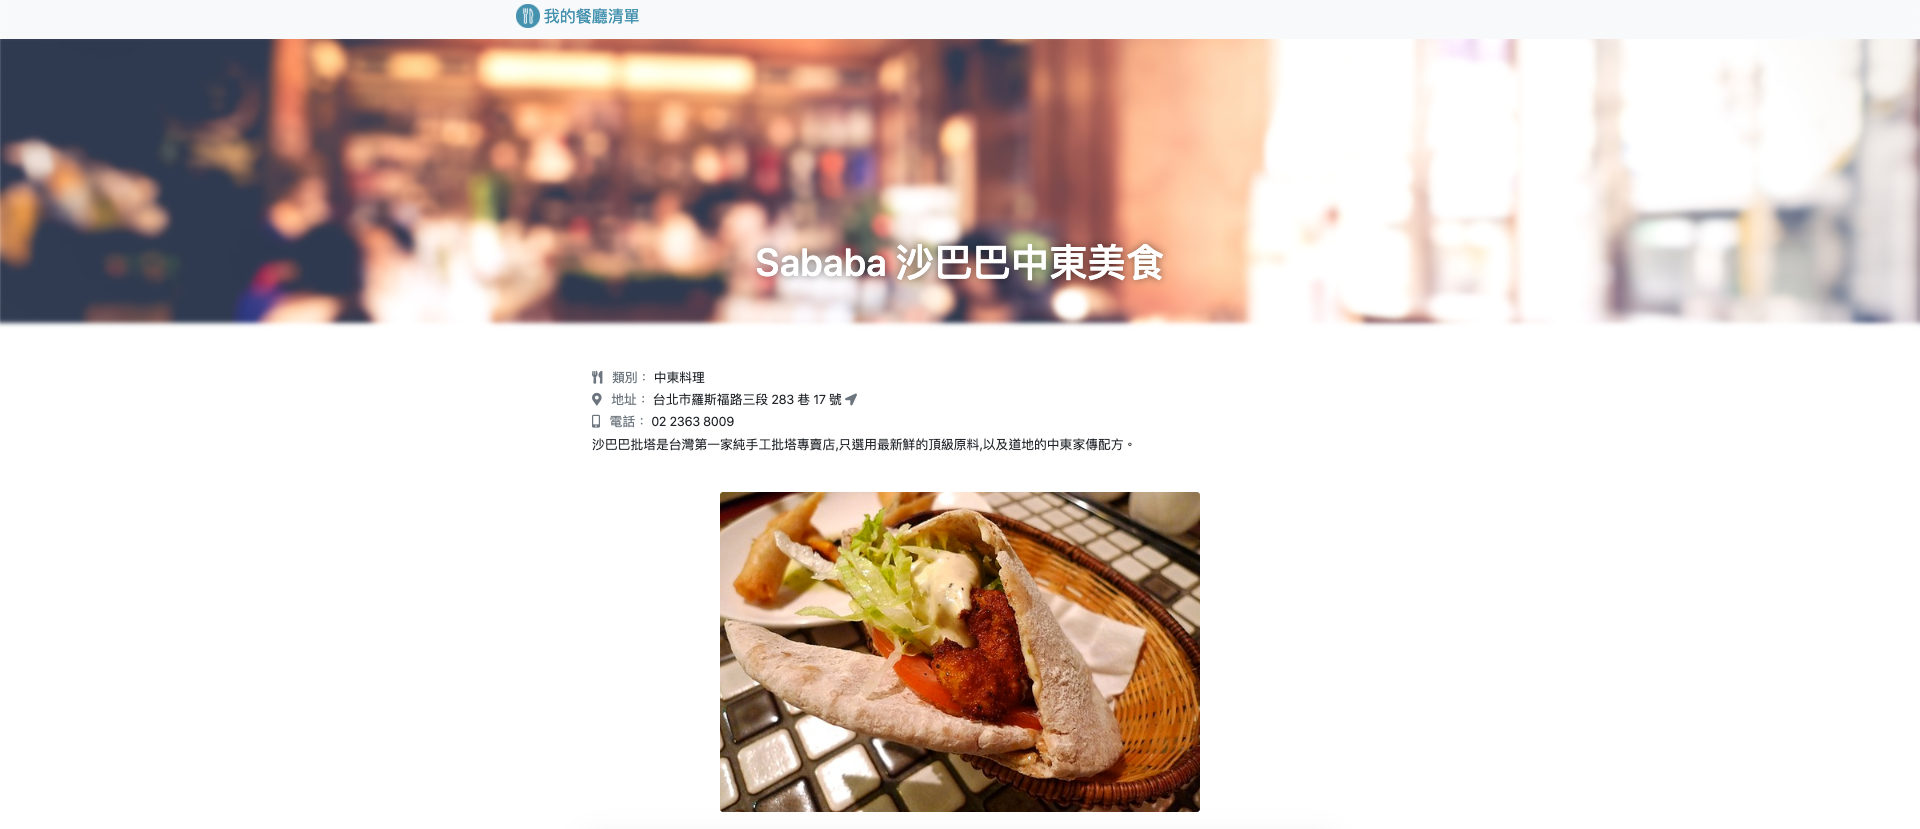 我的餐廳清單
Sababa 沙巴巴中東美食
類別： 中東料理
地址： 台北市羅斯福路三段 283 巷 17 號
電話： 02 2363 8009
沙巴巴批塔是台灣第一家純手工批塔專賣店,只選用最新鮮的頂級原料,以及道地的中東家傳配方。